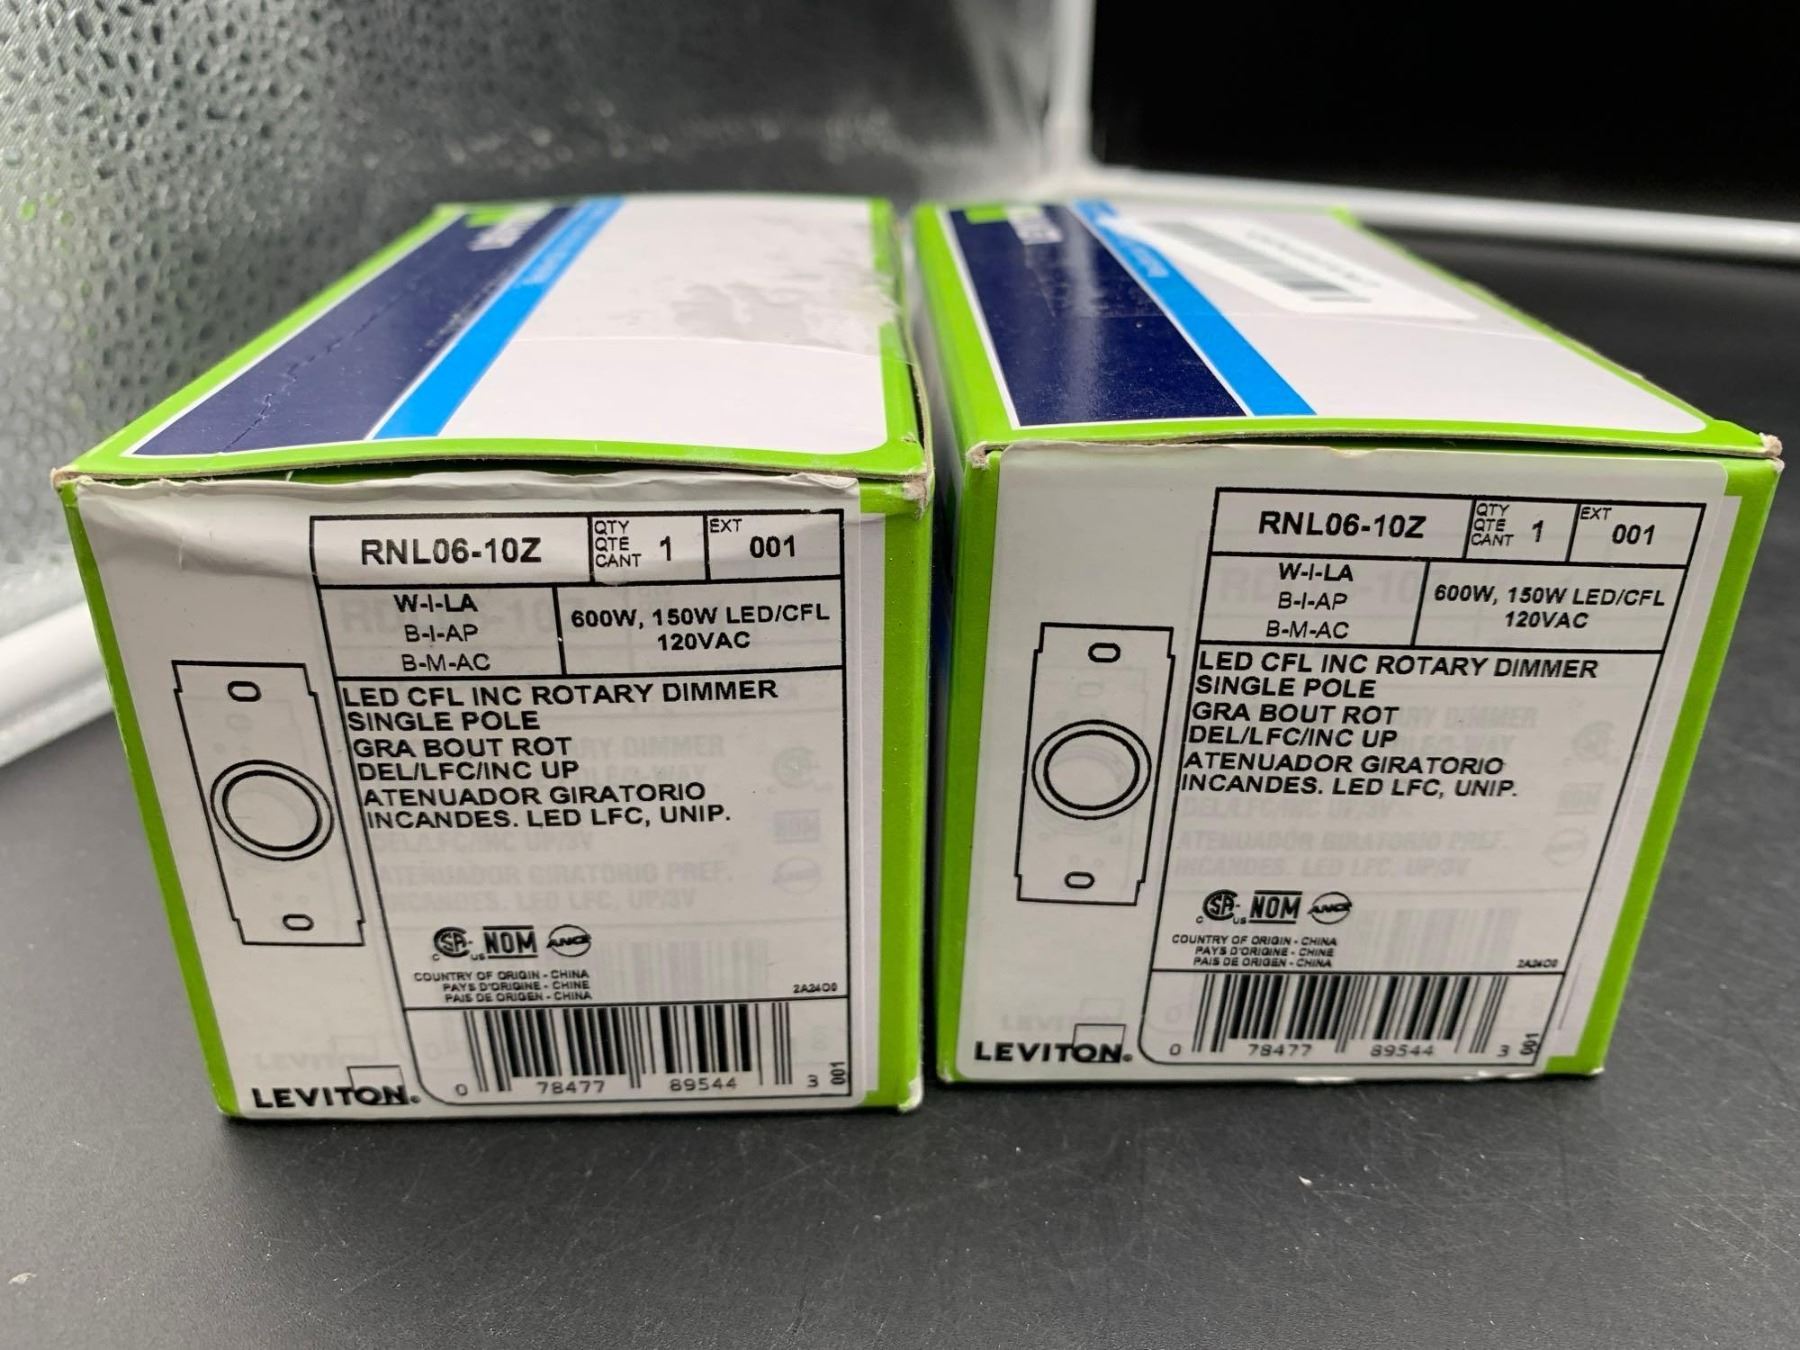 RNL06-10Z
QTY
QTE
CANT
1
EXT
001
W-I-LA
B-I-AP
B-M-AC
600W, 150W LED/CFL
120VAC
LED CFL INC ROTARY DIMMER
SINGLE POLE
GRA BOUT ROT
DEL/LFC/INC UP
ATENUADOR GIRATORIO
INCANDES. LED LFC, UNIP.
NOM
ANCE
COUNTRY OF ORIGIN - CHINA
PAYS D'ORIGINE - CHINE
PAIS DE ORIGEN - CHINA
2A24O9
LEVITON®
0 78477 89544 3
001
RNL06-10Z
QTY
QTE
CANT
1
EXT
001
W-I-LA
B-I-AP
B-M-AC
600W, 150W LED/CFL
120VAC
LED CFL INC ROTARY DIMMER
SINGLE POLE
GRA BOUT ROT
DEL/LFC/INC UP
ATENUADOR GIRATORIO
INCANDES. LED LFC, UNIP.
NOM
ANCE
COUNTRY OF ORIGIN - CHINA
PAYS D'ORIGINE - CHINE
PAIS DE ORIGEN - CHINA
2A24O9
LEVITON®
0 78477 89544 3
001